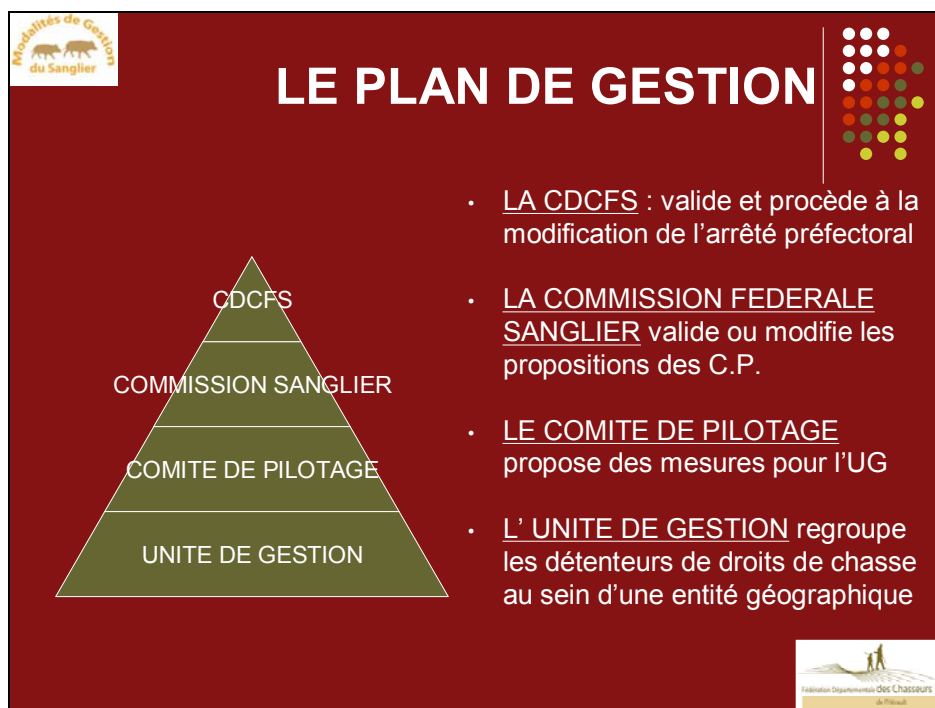 Modalités de Gestion
du Sanglier
LE PLAN DE GESTION
CDCFS
COMMISSION SANGLIER
COMITE DE PILOTAGE
UNITE DE GESTION
• LA CDCFS : valide et procède à la
modification de l’arrêté préfectoral
• LA COMMISSION FEDERALE
SANGLIER valide ou modifie les
propositions des C.P.
• LE COMITE DE PILOTAGE
propose des mesures pour l’UG
• L’ UNITE DE GESTION regroupe
les détenteurs de droits de chasse
au sein d’une entité géographique
Fédération Départementale des Chasseurs
de l'Hérault